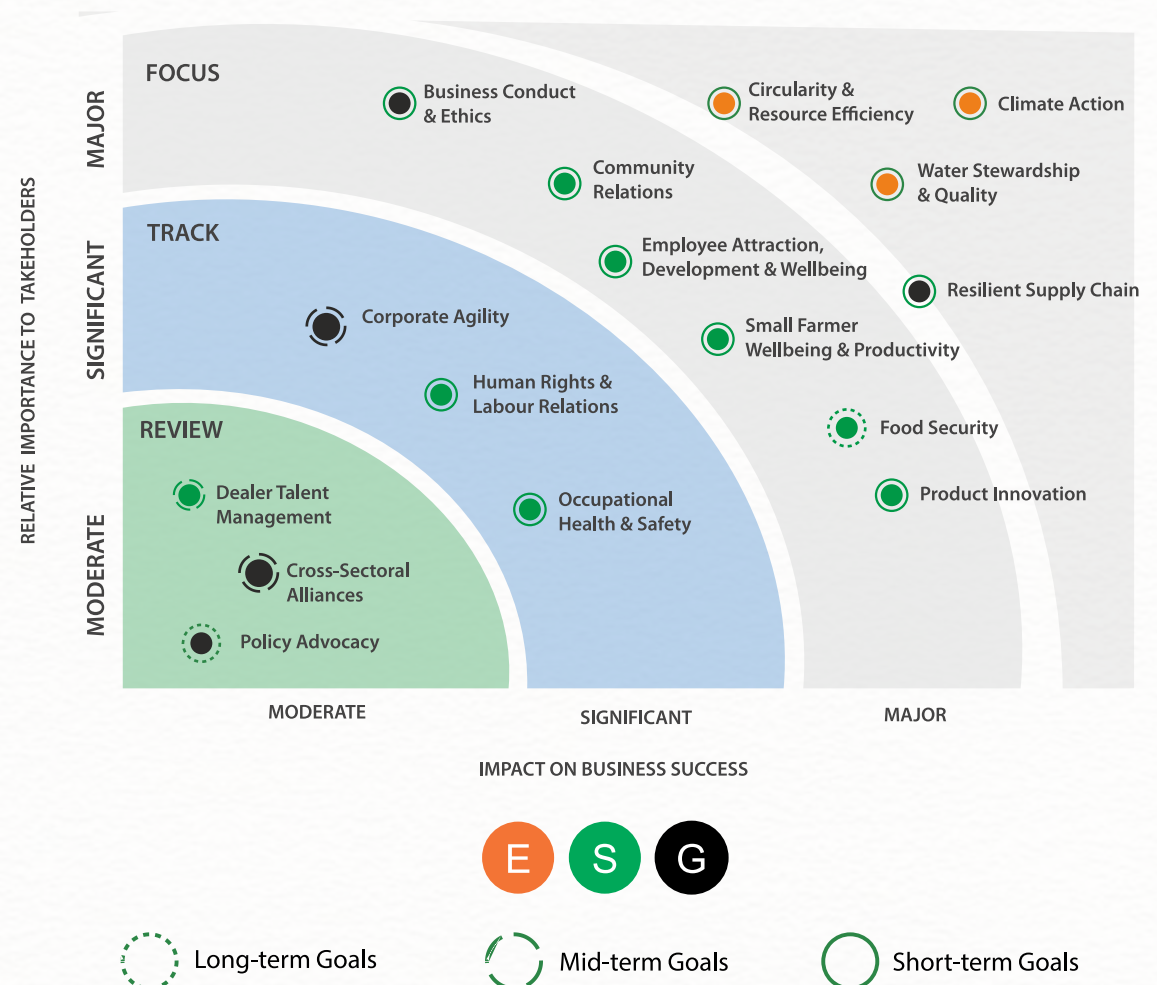 FOCUS
Business Conduct
& Ethics
Circularity &
Resource Efficiency
Climate Action
Community
Relations
Water Stewardship
& Quality
TRACK
Employee Attraction,
Development & Wellbeing
Resilient Supply Chain
Corporate Agility
Small Farmer
Wellbeing & Productivity
Human Rights &
Labour Relations
REVIEW
Food Security
Dealer Talent
Management
Occupational
Health & Safety
Product Innovation
Cross-Sectoral
Alliances
Policy Advocacy
MAJOR
SIGNIFICANT
MODERATE
RELATIVE IMPORTANCE TO TAKEHOLDERS
MODERATE
SIGNIFICANT
MAJOR
IMPACT ON BUSINESS SUCCESS
E
S
G
Long-term Goals
Mid-term Goals
Short-term Goals